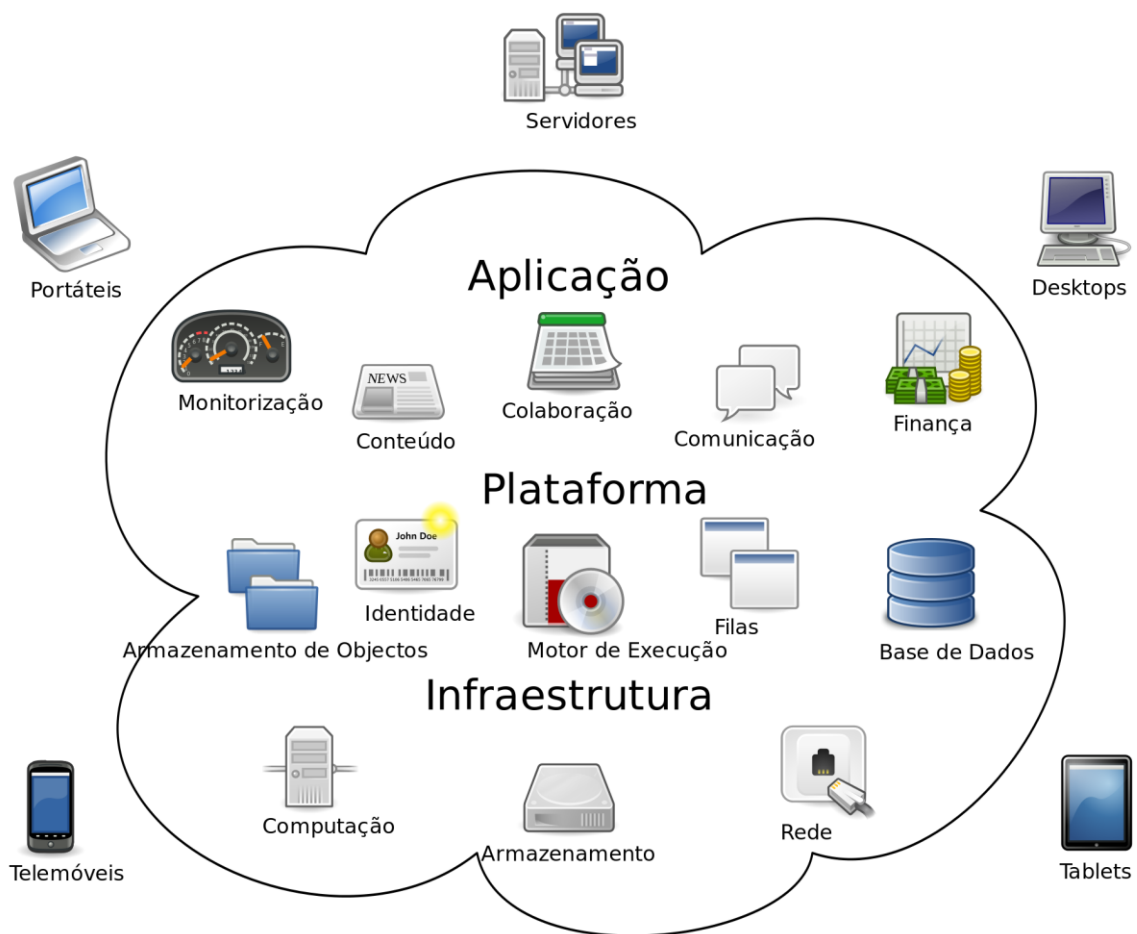 Servidores
Portáteis
Desktops
Aplicação
Monitorização
NEWS
Conteúdo
Colaboração
Comunicação
Finança
Plataforma
Armazenamento de Objectos
John Doe
Identidade
Motor de Execução
Filas
Base de Dados
Infraestrutura
Computação
Armazenamento
Rede
Telemóveis
Tablets